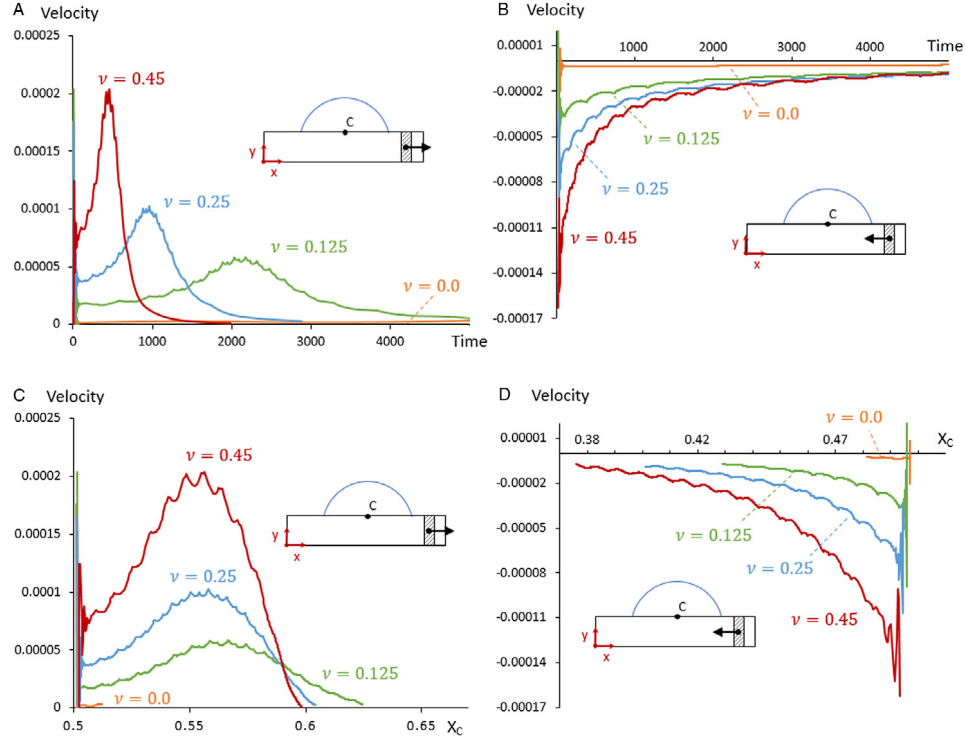 A
Velocity
0.00025
0.0002
0.00015
0.0001
0.00005
0
0 1000 2000 3000 4000 Time
ν = 0.45
ν = 0.25
ν = 0.125
ν = 0.0
C
y
x
B
Velocity
0.00001
-0.00002
-0.00005
-0.00008
-0.00011
-0.00014
-0.00017
1000 2000 3000 4000 Time
ν = 0.0
ν = 0.125
ν = 0.25
ν = 0.45
C
y
x
C
Velocity
0.00025
0.0002
0.00015
0.0001
0.00005
0
0.5 0.55 0.6 0.65 XC
ν = 0.45
ν = 0.25
ν = 0.125
ν = 0.0
C
y
x
D
Velocity
0.00001
-0.00002
-0.00005
-0.00008
-0.00011
-0.00014
-0.00017
0.38 0.42 0.47 XC
ν = 0.0
ν = 0.125
ν = 0.25
ν = 0.45
C
y
x